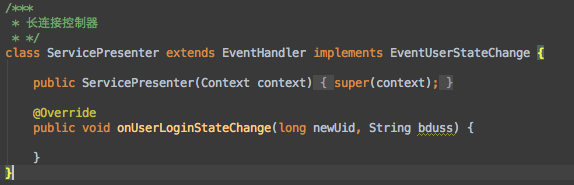 /***
 * 长连接控制器
 * */
class ServicePresenter extends EventHandler implements EventUserStateChange {
    public ServicePresenter(Context context) { super(context); }
    @Override
    public void onUserLoginStateChange(long newUid, String bduss) {
    }
}